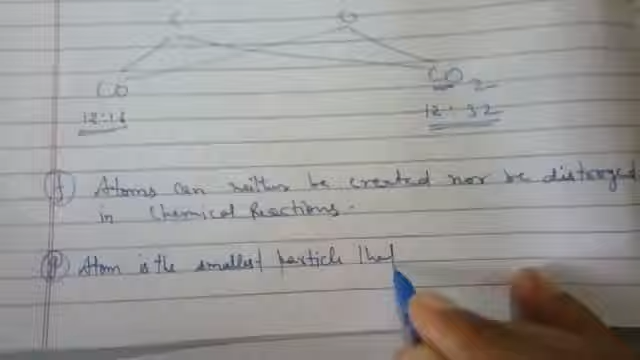 C O
CO CO2
12:16 12:32
(f) Atoms can neither be created nor be distroyed
in Chemical Reactions.
(g) Atom is the smallest particle that